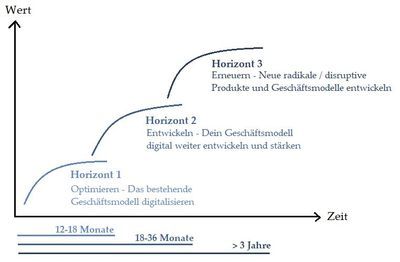 Wert
Horizont 3
Erneuern - Neue radikale / disruptive
Produkte und Geschäftsmodelle entwickeln
Horizont 2
Entwickeln - Dein Geschäftsmodell
digital weiter entwickeln und stärken
Horizont 1
Optimieren - Das bestehende
Geschäftsmodell digitalisieren
Zeit
12-18 Monate
18-36 Monate
> 3 Jahre